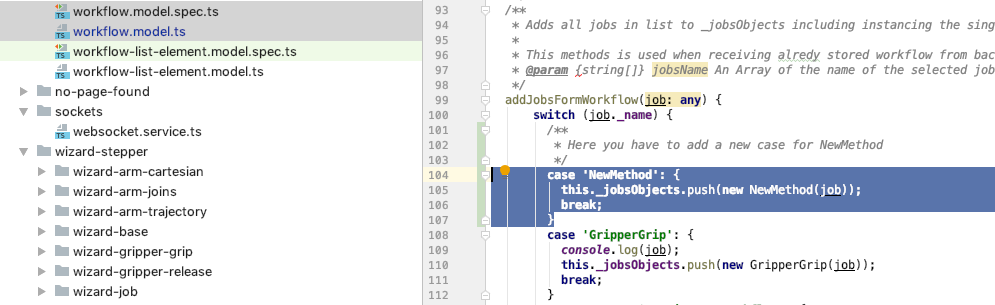 workflow.model.spec.ts
workflow.model.ts
workflow-list-element.model.spec.ts
workflow-list-element.model.ts
no-page-found
sockets
websocket.service.ts
wizard-stepper
wizard-arm-cartesian
wizard-arm-joins
wizard-arm-trajectory
wizard-base
wizard-gripper-grip
wizard-gripper-release
wizard-job
93 /**
94 * Adds all jobs in list to _jobsObjects including instancing the sing
95 *
96 * This methods is used when receiving alredy stored workflow from bac
97 * @param {string[]} jobsName An Array of the name of the selected job
98 */
99 addJobsFormWorkflow(job: any) {
100 switch (job._name) {
101 /**
102 * Here you have to add a new case for NewMethod
103 */
104 case 'NewMethod': {
105 this._jobsObjects.push(new NewMethod(job));
106 break;
107 }
108 case 'GripperGrip': {
109 console.log(job);
110 this._jobsObjects.push(new GripperGrip(job));
111 break;
112 }